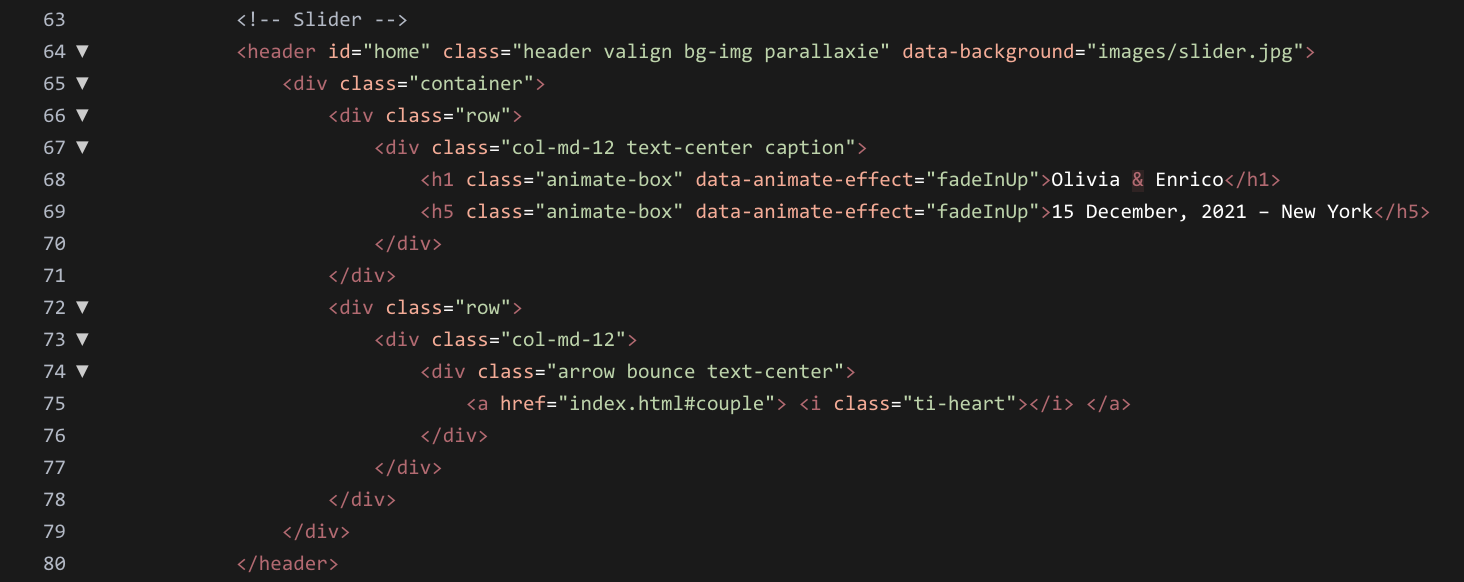 63 <!-- Slider -->
64 ▼ <header id="home" class="header valign bg-img parallaxie" data-background="images/slider.jpg">
65 ▼ <div class="container">
66 ▼ <div class="row">
67 ▼ <div class="col-md-12 text-center caption">
68 <h1 class="animate-box" data-animate-effect="fadeInUp">Olivia & Enrico</h1>
69 <h5 class="animate-box" data-animate-effect="fadeInUp">15 December, 2021 – New York</h5>
70 </div>
71 </div>
72 ▼ <div class="row">
73 ▼ <div class="col-md-12">
74 ▼ <div class="arrow bounce text-center">
75 <a href="index.html#couple"> <i class="ti-heart"></i> </a>
76 </div>
77 </div>
78 </div>
79 </div>
80 </header>